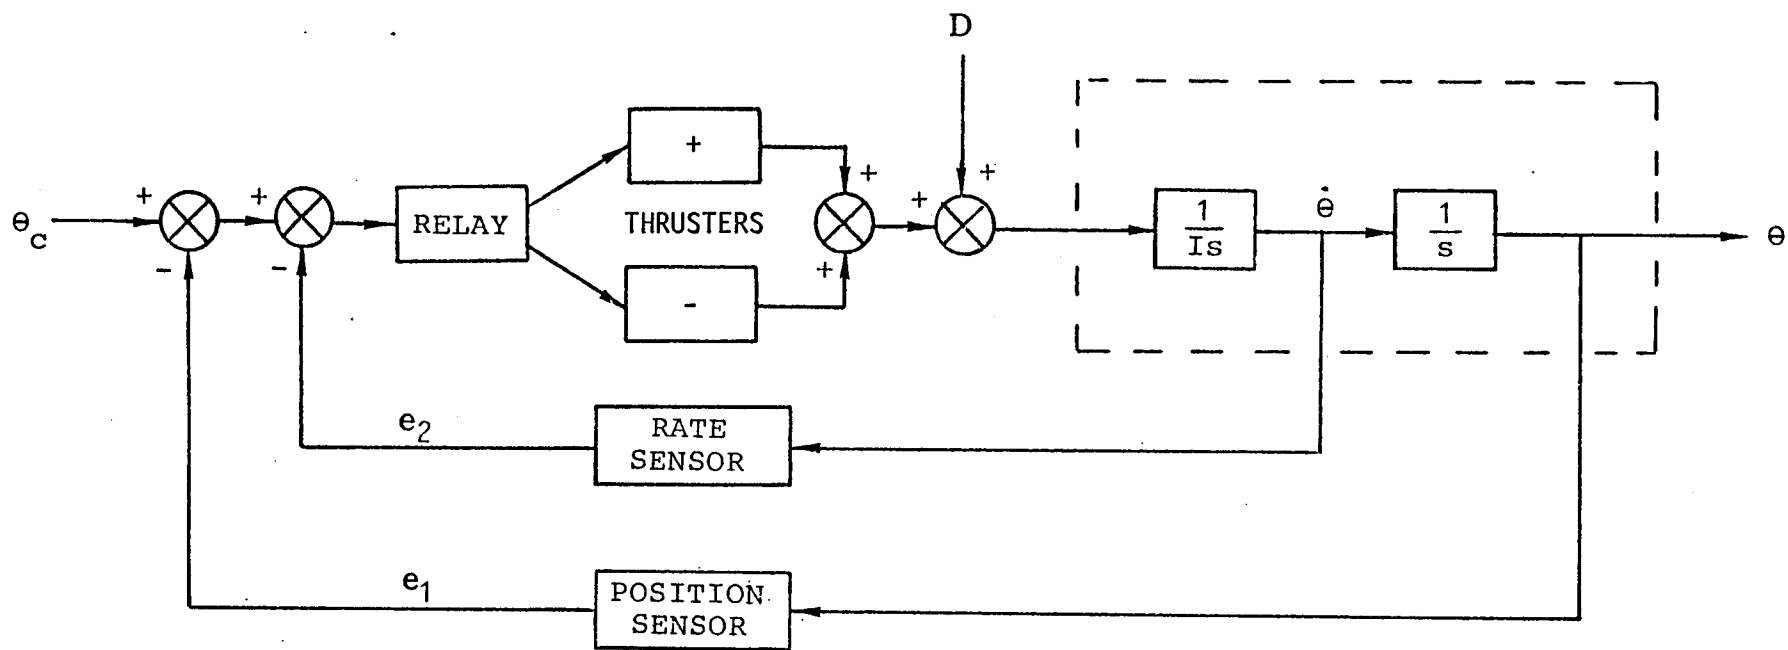 D
+
+
+
+
+
θc
+
+
RELAY
THRUSTERS
1
Is
θ̇
1
s
θ
-
-
+
-
e2
RATE
SENSOR
e1
POSITION
SENSOR